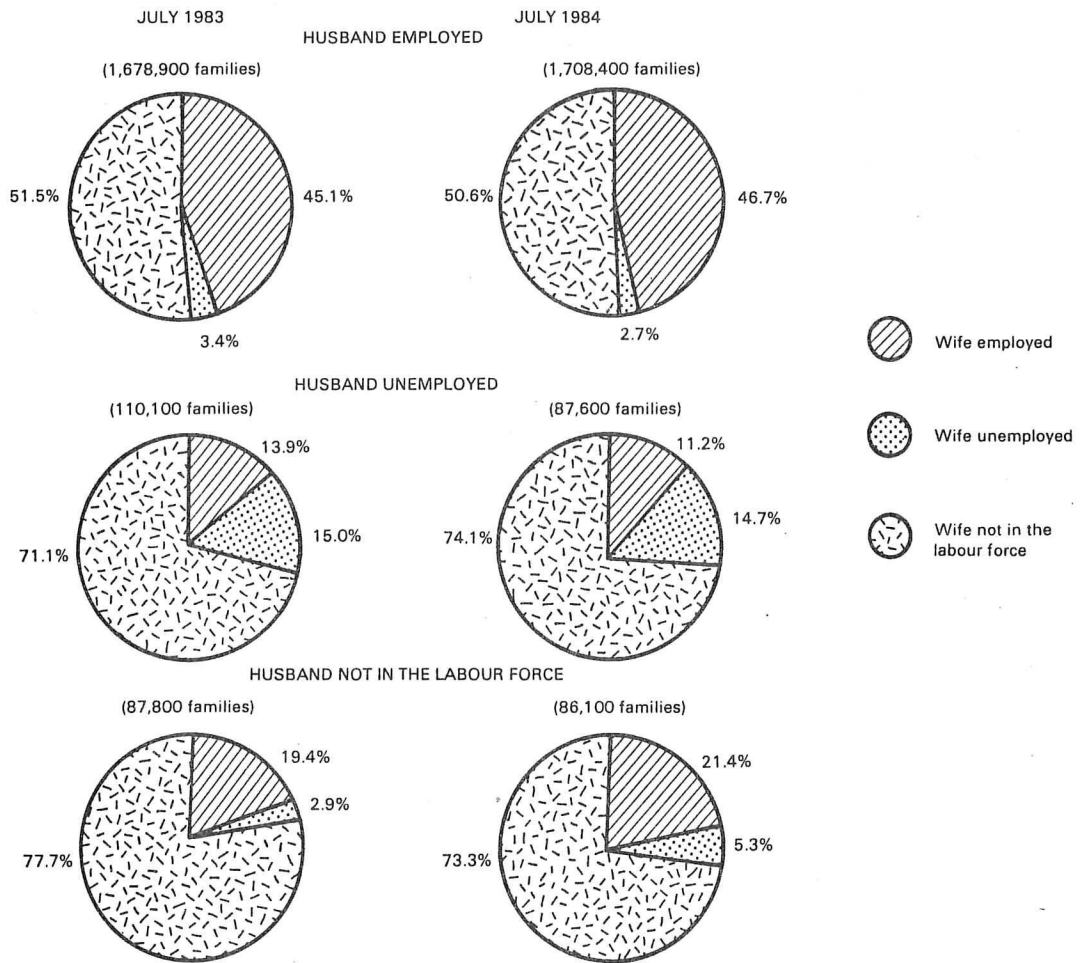 JULY 1983
JULY 1984
HUSBAND EMPLOYED
(1,678,900 families)
(1,708,400 families)
51.5%
45.1%
3.4%
50.6%
46.7%
2.7%
Wife employed
Wife unemployed
Wife not in the
labour force
HUSBAND UNEMPLOYED
(110,100 families)
(87,600 families)
13.9%
15.0%
71.1%
11.2%
14.7%
74.1%
HUSBAND NOT IN THE LABOUR FORCE
(87,800 families)
(86,100 families)
19.4%
2.9%
77.7%
21.4%
5.3%
73.3%